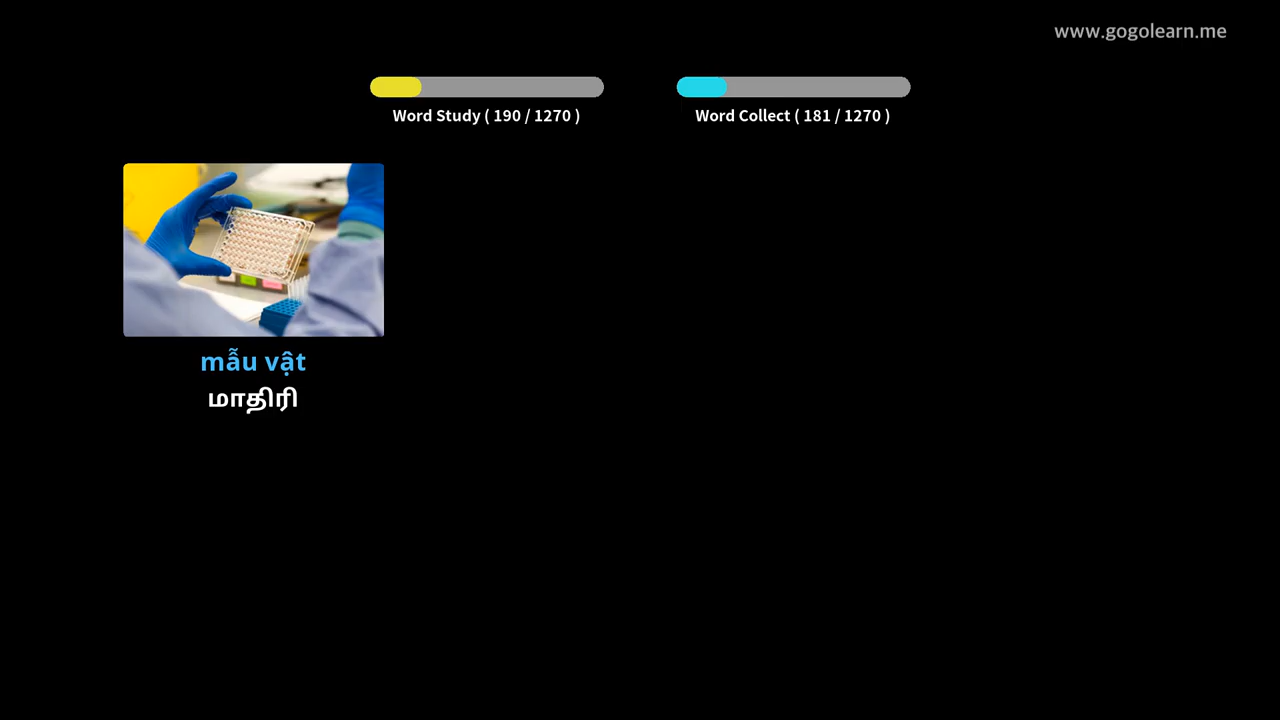 www.gogolearn.me
Word Study ( 190 / 1270 )
Word Collect ( 181 / 1270 )
mẫu vật
மாதிரி